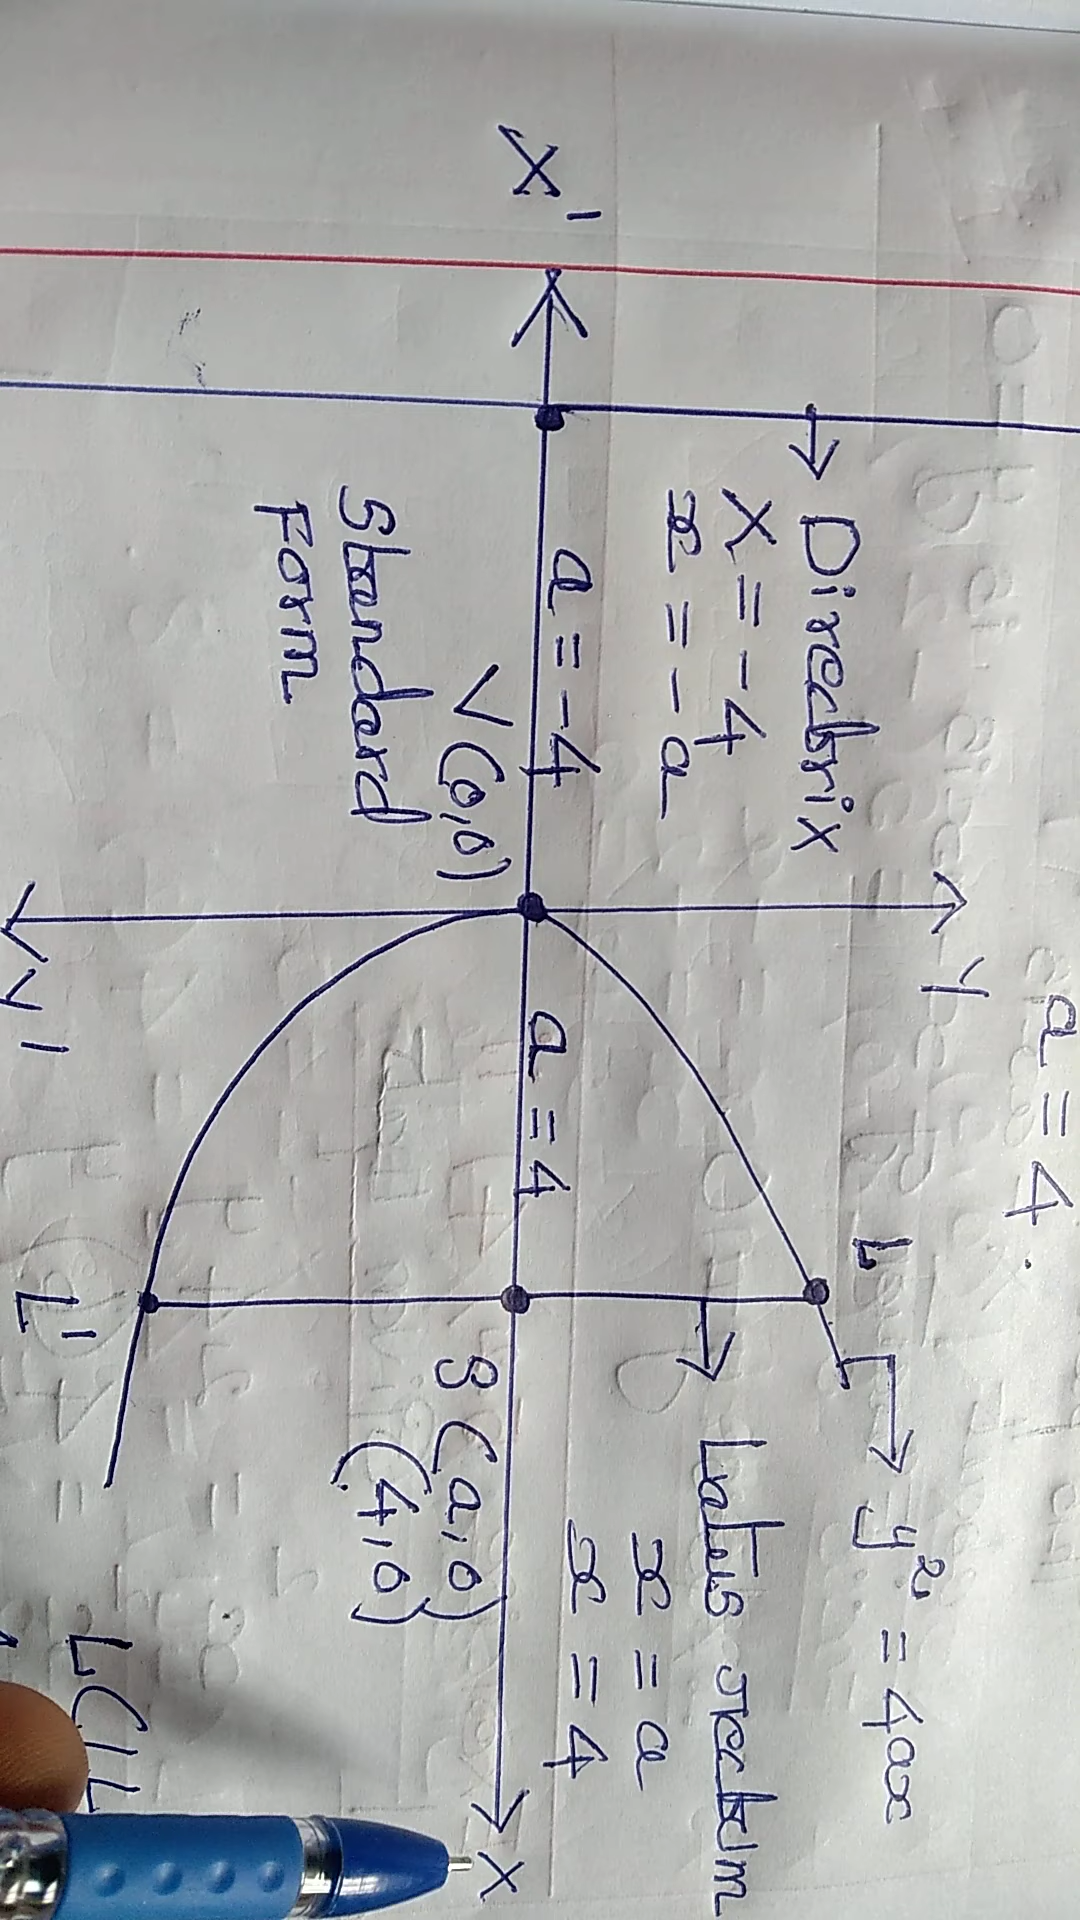 a = 4.
y
L
y² = 4ax
Directrix
X = -4
x = -a
Latus rectum
x = a
x = 4
X'
a = -4
a = 4
X
V (0,0)
S (a,0)
(4,0)
Standard
Form
y'
L'